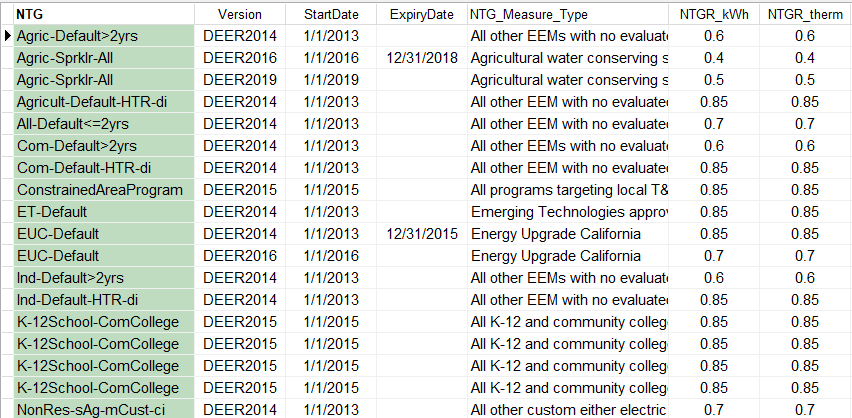 NTG Version StartDate ExpiryDate NTG_Measure_Type NTGR_kWh NTGR_therm
Agric-Default>2yrs DEER2014 1/1/2013 All other EEMs with no evaluate 0.6 0.6
Agric-Sprklr-All DEER2016 1/1/2016 12/31/2018 Agricultural water conserving s 0.4 0.4
Agric-Sprklr-All DEER2019 1/1/2019 Agricultural water conserving s 0.5 0.5
Agricult-Default-HTR-di DEER2014 1/1/2013 All other EEM with no evaluated 0.85 0.85
All-Default<=2yrs DEER2014 1/1/2013 All other EEMs with no evaluate 0.7 0.7
Com-Default>2yrs DEER2014 1/1/2013 All other EEMs with no evaluate 0.6 0.6
Com-Default-HTR-di DEER2014 1/1/2013 All other EEM with no evaluated 0.85 0.85
ConstrainedAreaProgram DEER2015 1/1/2015 All programs targeting local T& 0.85 0.85
ET-Default DEER2014 1/1/2013 Emerging Technologies approv 0.85 0.85
EUC-Default DEER2014 1/1/2013 12/31/2015 Energy Upgrade California 0.85 0.85
EUC-Default DEER2016 1/1/2016 Energy Upgrade California 0.7 0.7
Ind-Default>2yrs DEER2014 1/1/2013 All other EEMs with no evaluate 0.6 0.6
Ind-Default-HTR-di DEER2014 1/1/2013 All other EEM with no evaluated 0.85 0.85
K-12School-ComCollege DEER2015 1/1/2015 All K-12 and community colleg 0.85 0.85
K-12School-ComCollege DEER2015 1/1/2015 All K-12 and community colleg 0.85 0.85
K-12School-ComCollege DEER2015 1/1/2015 All K-12 and community colleg 0.85 0.85
K-12School-ComCollege DEER2015 1/1/2015 All K-12 and community colleg 0.85 0.85
NonRes-sAg-mCust-ci DEER2014 1/1/2013 All other custom either electric 0.7 0.7